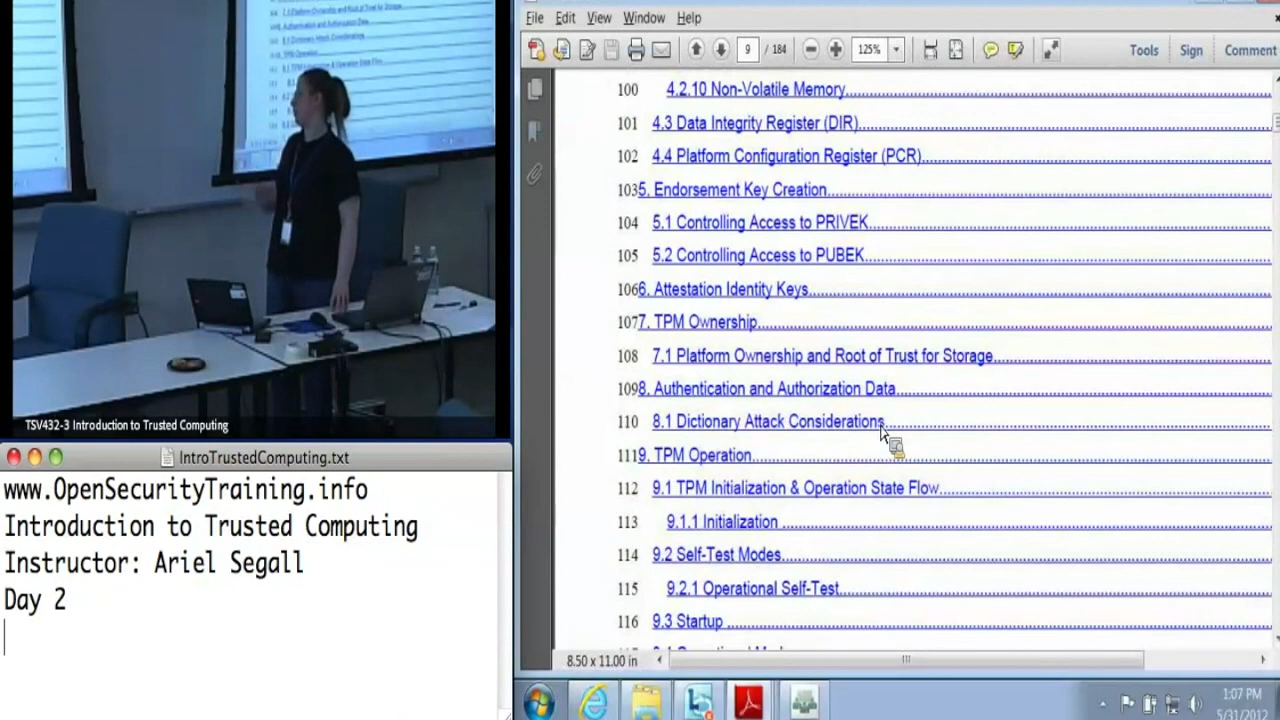 TSV432-3 Introduction to Trusted Computing
IntroTrustedComputing.txt
www.OpenSecurityTraining.info
Introduction to Trusted Computing
Instructor: Ariel Segall
Day 2
File Edit View Window Help
9 / 184 125% Tools Sign Comment
100 4.2.10 Non-Volatile Memory
101 4.3 Data Integrity Register (DIR)
102 4.4 Platform Configuration Register (PCR)
103 5. Endorsement Key Creation
104 5.1 Controlling Access to PRIVEK
105 5.2 Controlling Access to PUBEK
106 6. Attestation Identity Keys
107 7. TPM Ownership
108 7.1 Platform Ownership and Root of Trust for Storage
109 8. Authentication and Authorization Data
110 8.1 Dictionary Attack Considerations
111 9. TPM Operation
112 9.1 TPM Initialization & Operation State Flow
113 9.1.1 Initialization
114 9.2 Self-Test Modes
115 9.2.1 Operational Self-Test
116 9.3 Startup
8.50 x 11.00 in
1:07 PM
5/31/2012